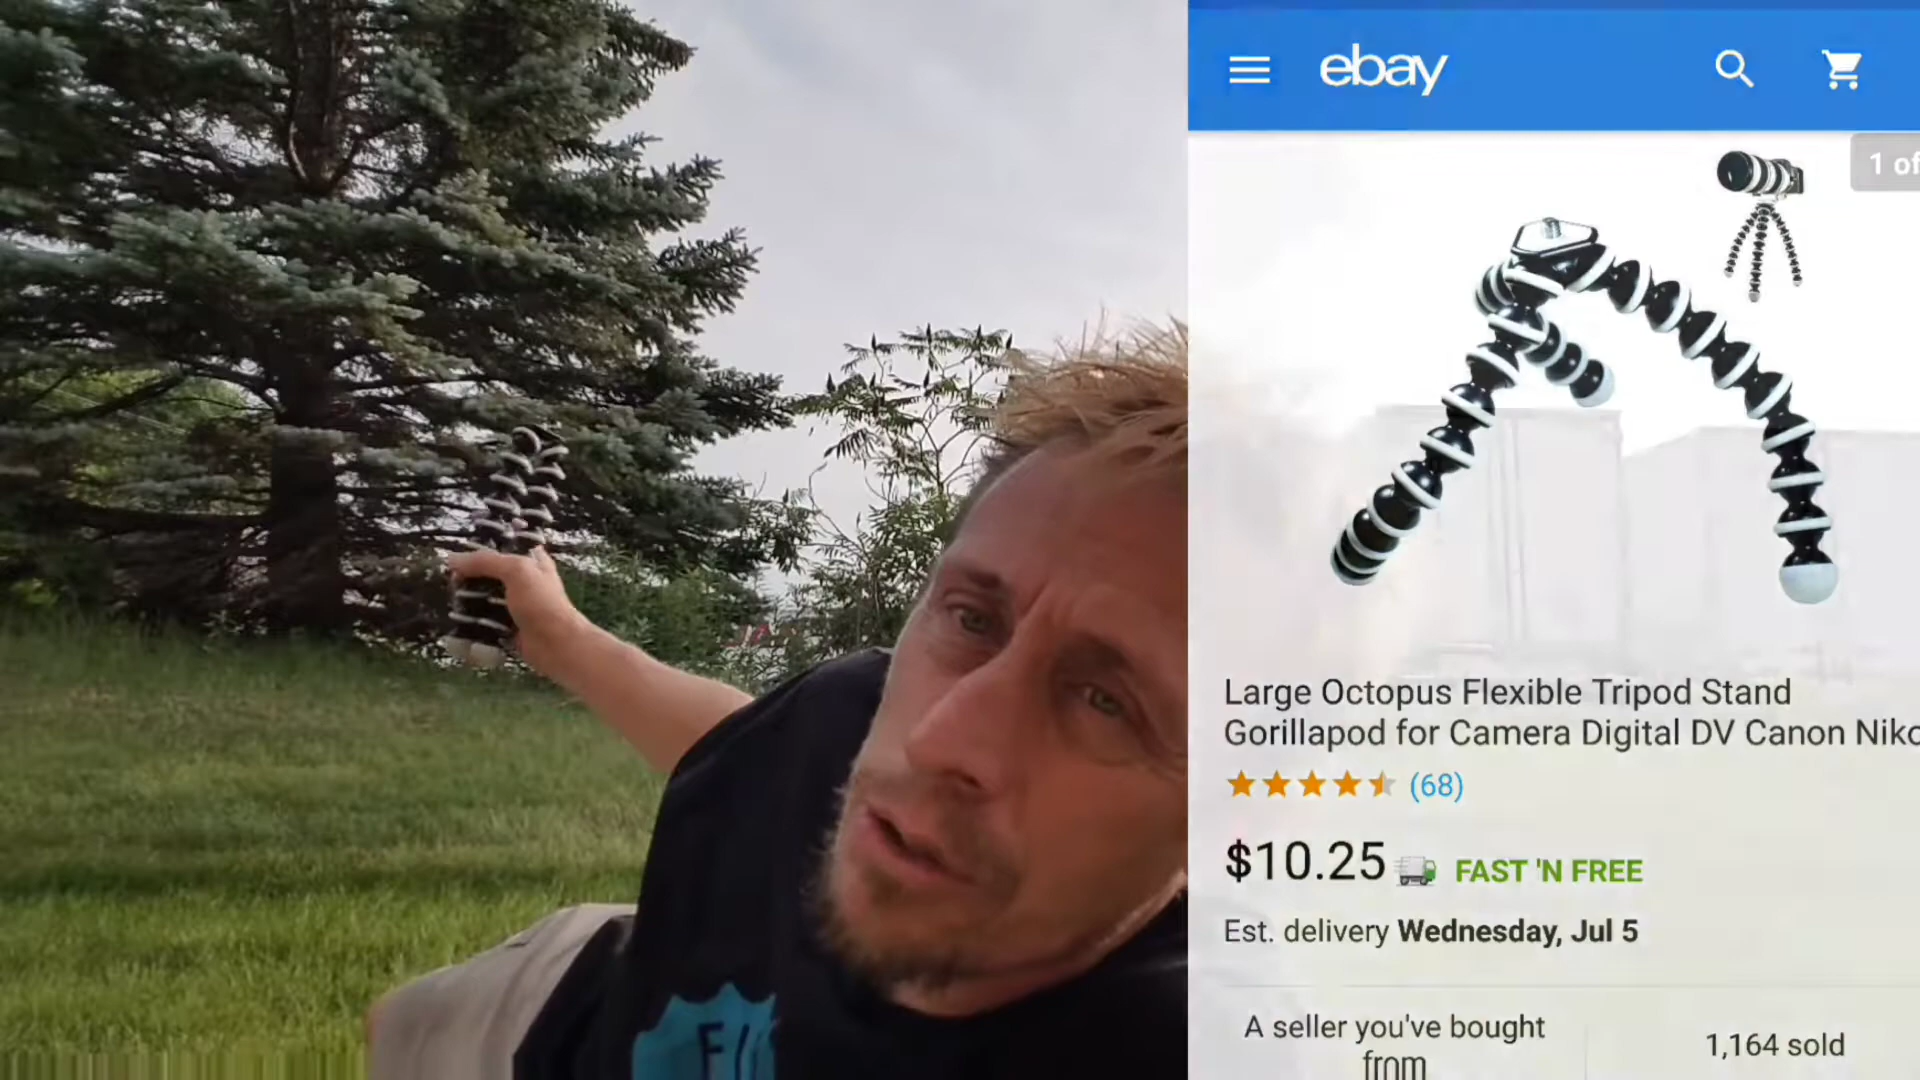 ebay
1 of
Large Octopus Flexible Tripod Stand
Gorillapod for Camera Digital DV Canon Niko
(68)
$10.25 FAST 'N FREE
Est. delivery Wednesday, Jul 5
A seller you've bought
from
1,164 sold